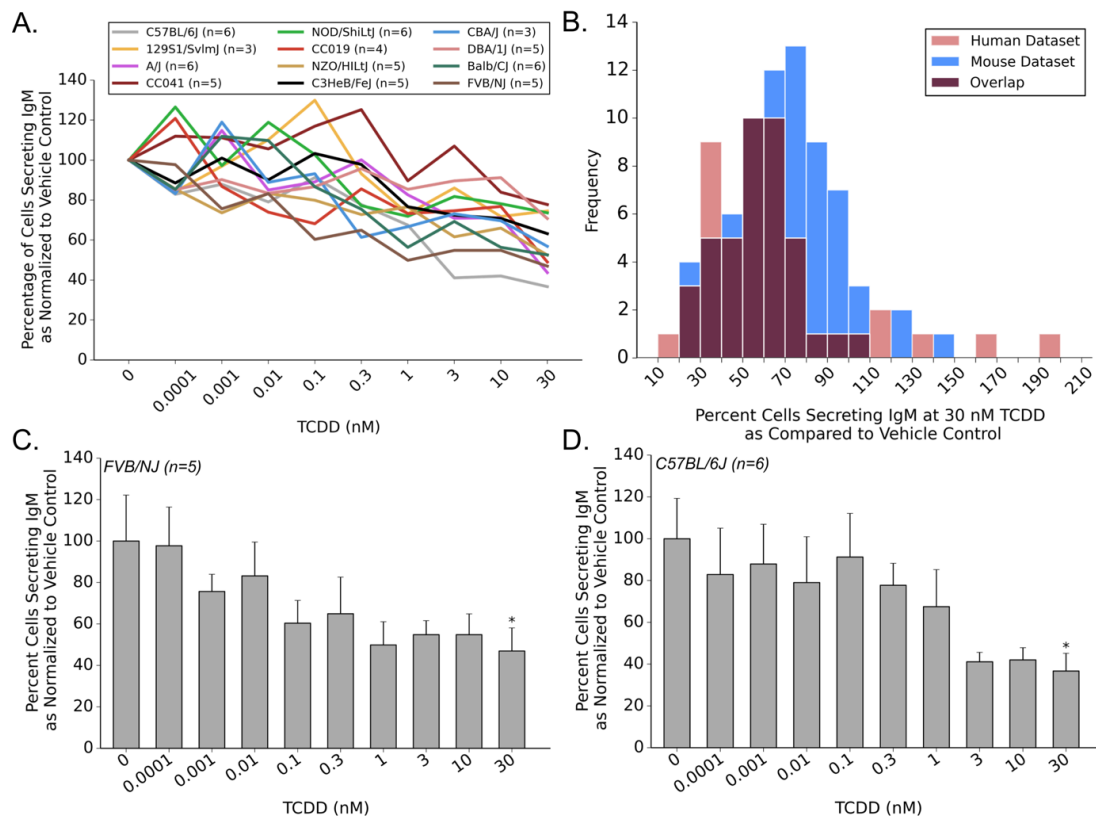 A.
C57BL/6J (n=6)
129S1/SvlmJ (n=3)
A/J (n=6)
CC041 (n=5)
NOD/ShiLtJ (n=6)
CC019 (n=4)
NZO/HILtJ (n=5)
C3HeB/FeJ (n=5)
CBA/J (n=3)
DBA/1J (n=5)
Balb/CJ (n=6)
FVB/NJ (n=5)
Percentage of Cells Secreting IgM
as Normalized to Vehicle Control
140
120
100
80
60
40
20
0
0 0.0001 0.001 0.01 0.1 0.3 1 3 10 30
TCDD (nM)
B.
Human Dataset
Mouse Dataset
Overlap
Frequency
14
12
10
8
6
4
2
0
10 30 50 70 90 110 130 150 170 190 210
Percent Cells Secreting IgM at 30 nM TCDD
as Compared to Vehicle Control
C.
FVB/NJ (n=5)
Percent Cells Secreting IgM
as Normalized to Vehicle Control
140
120
100
80
60
40
20
0
*
0 0.0001 0.001 0.01 0.1 0.3 1 3 10 30
TCDD (nM)
D.
C57BL/6J (n=6)
Percent Cells Secreting IgM
as Normalized to Vehicle Control
140
120
100
80
60
40
20
0
*
0 0.0001 0.001 0.01 0.1 0.3 1 3 10 30
TCDD (nM)